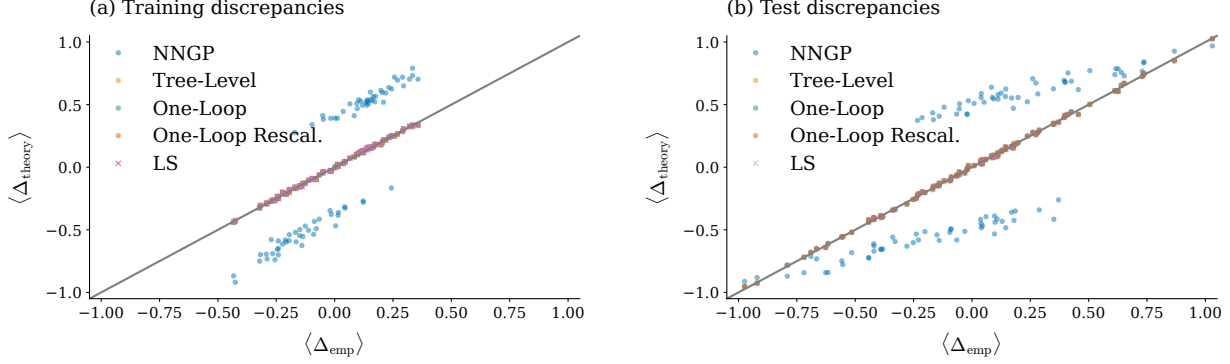 (a) Training discrepancies
1.0
0.5
0.0
−0.5
−1.0
⟨Δtheory⟩
NNGP
Tree-Level
One-Loop
One-Loop Rescal.
LS
−1.00 −0.75 −0.50 −0.25 0.00 0.25 0.50 0.75 1.00
⟨Δemp⟩
(b) Test discrepancies
1.0
0.5
0.0
−0.5
−1.0
⟨Δtheory⟩
NNGP
Tree-Level
One-Loop
One-Loop Rescal.
LS
−1.00 −0.75 −0.50 −0.25 0.00 0.25 0.50 0.75 1.00
⟨Δemp⟩